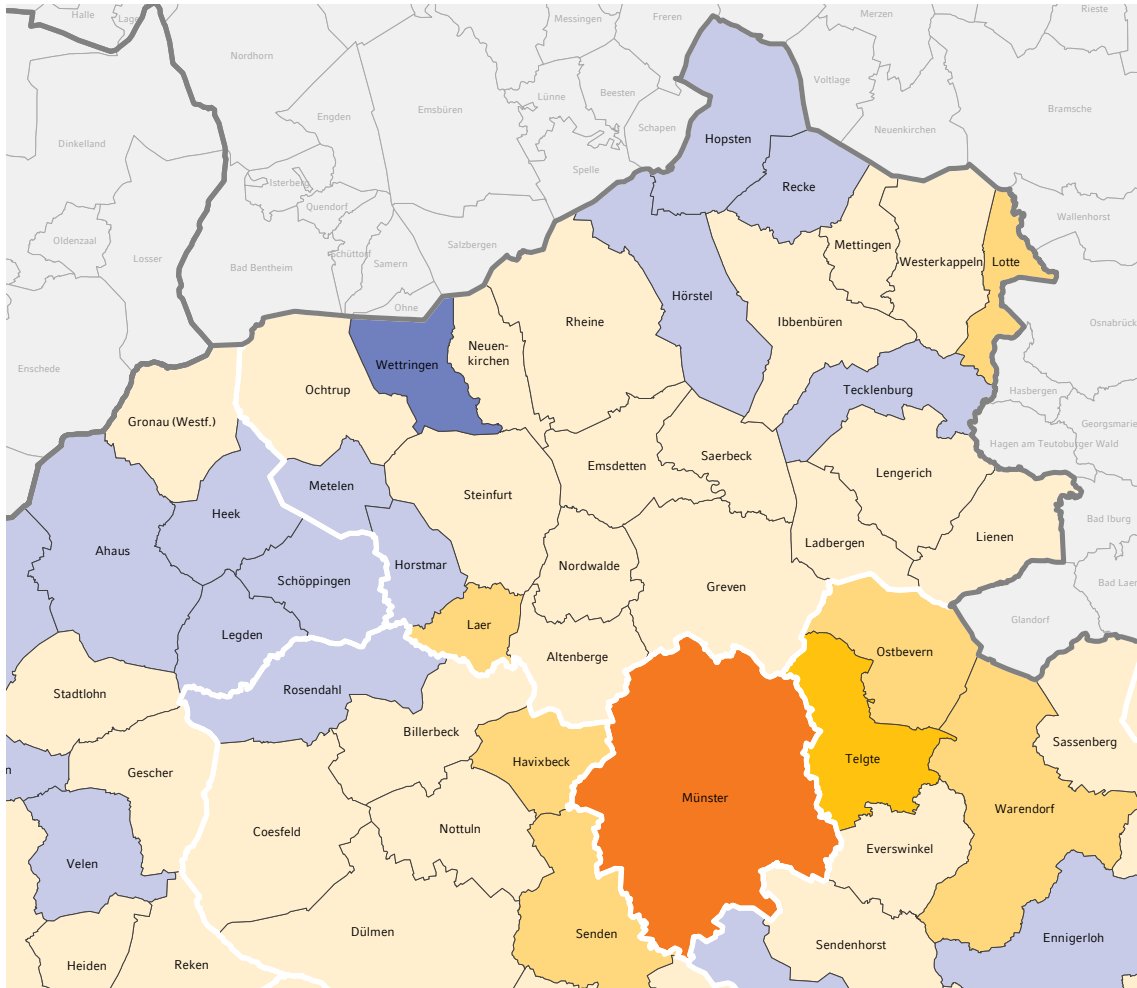 Halle
Lage
Messingen
Freren
Merzen
Rieste
Nordhorn
Voltlage
Lünne
Beesten
Emsbüren
Bramsche
Engden
Schapen
Neuenkirchen
Dinkelland
Hopsten
Spelle
Isterberg
Recke
Quendorf
Wallenhorst
Oldenzaal
Losser
Salzbergen
Mettingen
Schüttorf
Samern
Bad Bentheim
Westerkappeln
Lotte
Hörstel
Ohne
Rheine
Ibbenbüren
Osnabrück
Neuen-
kirchen
Wettringen
Enschede
Ochtrup
Tecklenburg
Hasbergen
Gronau (Westf.)
Georgsmarie
Hagen am Teutoburger Wald
Saerbeck
Emsdetten
Lengerich
Metelen
Steinfurt
Heek
Bad Iburg
Lienen
Ladbergen
Ahaus
Horstmar
Nordwalde
Schöppingen
Bad Laer
Greven
Glandorf
Laer
Legden
Ostbevern
Altenberge
Rosendahl
Stadtlohn
Billerbeck
Sassenberg
Telgte
Havixbeck
n
Gescher
Münster
Warendorf
Nottuln
Coesfeld
Everswinkel
Velen
Dülmen
Senden
Ennigerloh
Sendenhorst
Heiden
Reken